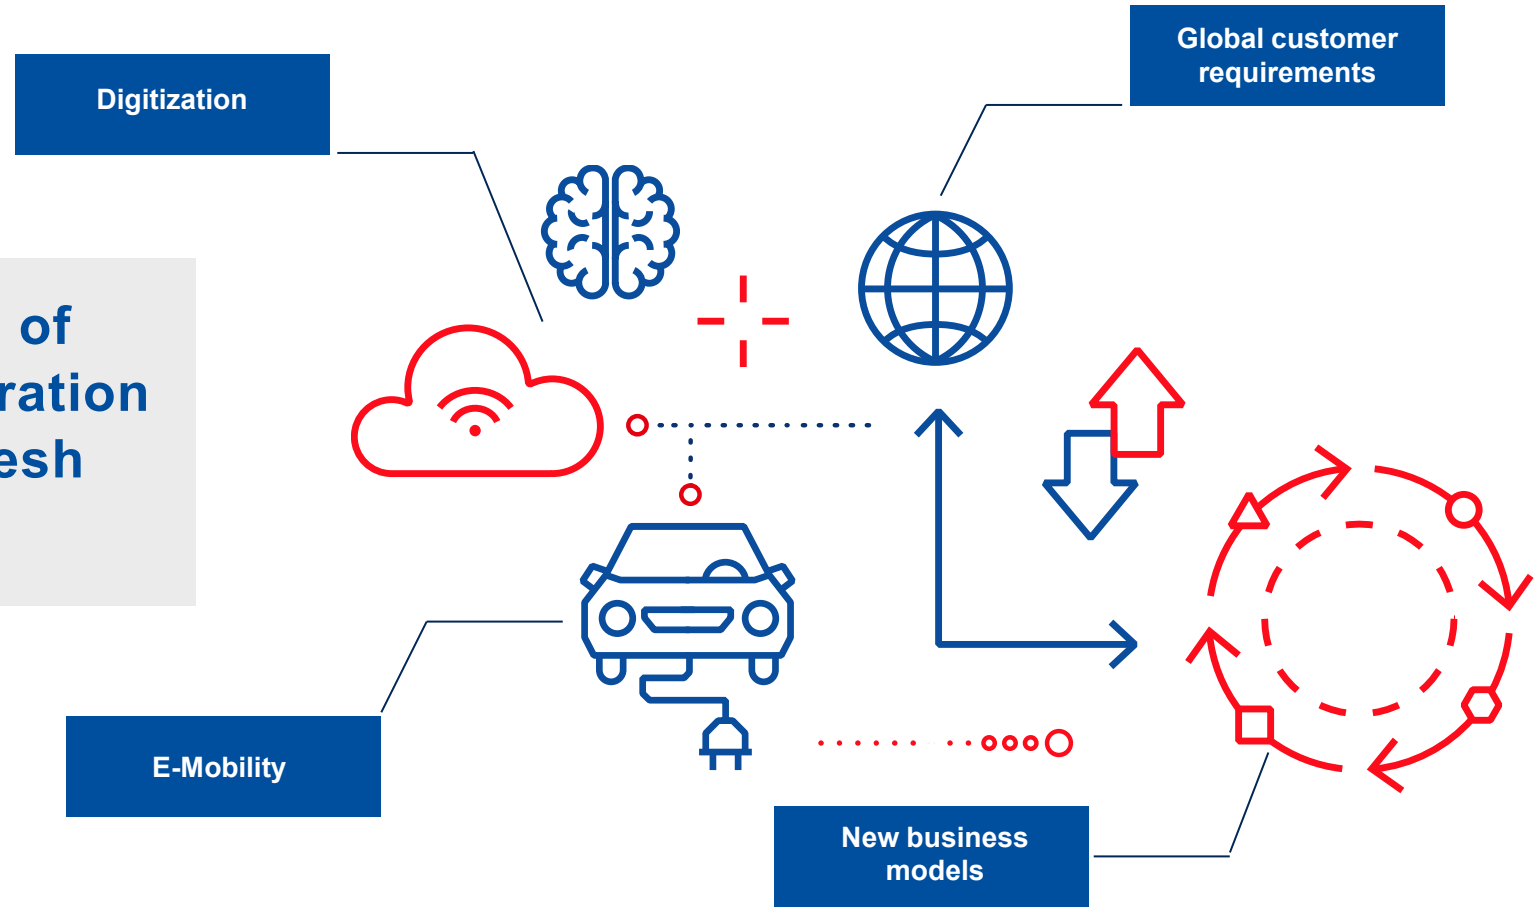 Global customer
requirements
Digitization
of
ration
esh
E-Mobility
New business
models